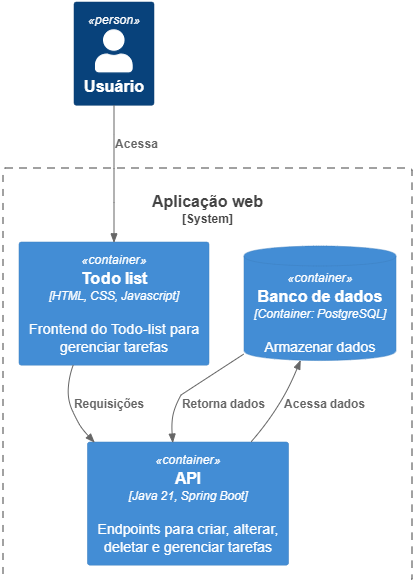 «person»
Usuário
Acessa
Aplicação web
[System]
«container»
Todo list
[HTML, CSS, Javascript]
Frontend do Todo-list para
gerenciar tarefas
«container»
Banco de dados
[Container: PostgreSQL]
Armazenar dados
Requisições
Retorna dados
Acessa dados
«container»
API
[Java 21, Spring Boot]
Endpoints para criar, alterar,
deletar e gerenciar tarefas